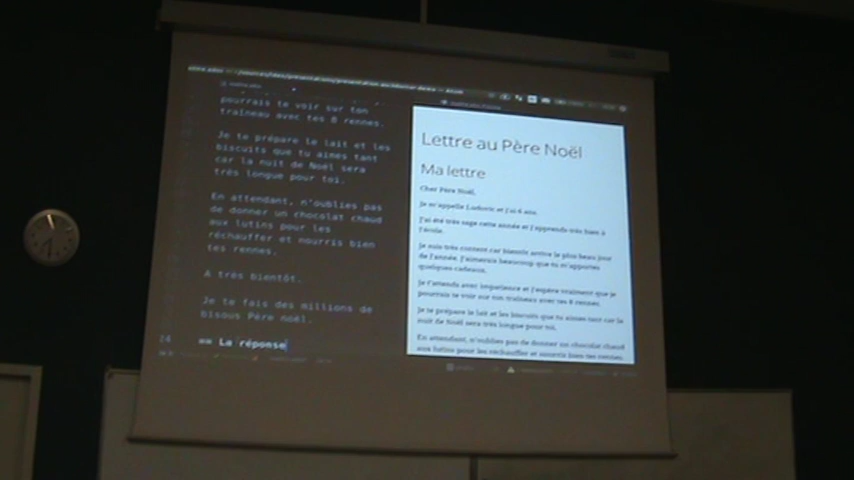 pourrais te voir sur ton
traîneau avec tes 8 rennes.
Je te prépare le lait et les
biscuits que tu aimes tant
car la nuit de Noël sera
très longue pour toi.
En attendant, n'oublies pas
de donner un chocolat chaud
aux lutins pour les
réchauffer et nourris bien
tes rennes.
A très bientôt.
Je te fais des millions de
bisous Père noël.
== La réponse
Lettre au Père Noël
Ma lettre
Cher Père Noël,
Je m'appelle Ludovic et j'ai 6 ans.
J'ai été très sage cette année et j'apprends très bien à
l'école.
Je suis très content car bientôt arrive le plus beau jour
de l'année. J'aimerais beaucoup que tu m'apportes
quelques cadeaux.
Je t'attends avec impatience et j'espère vraiment que je
pourrais te voir sur ton traîneau avec tes 8 rennes.
Je te prépare le lait et les biscuits que tu aimes tant car la
nuit de Noël sera très longue pour toi.
En attendant, n'oublies pas de donner un chocolat chaud
aux lutins pour les réchauffer et nourris bien tes rennes.